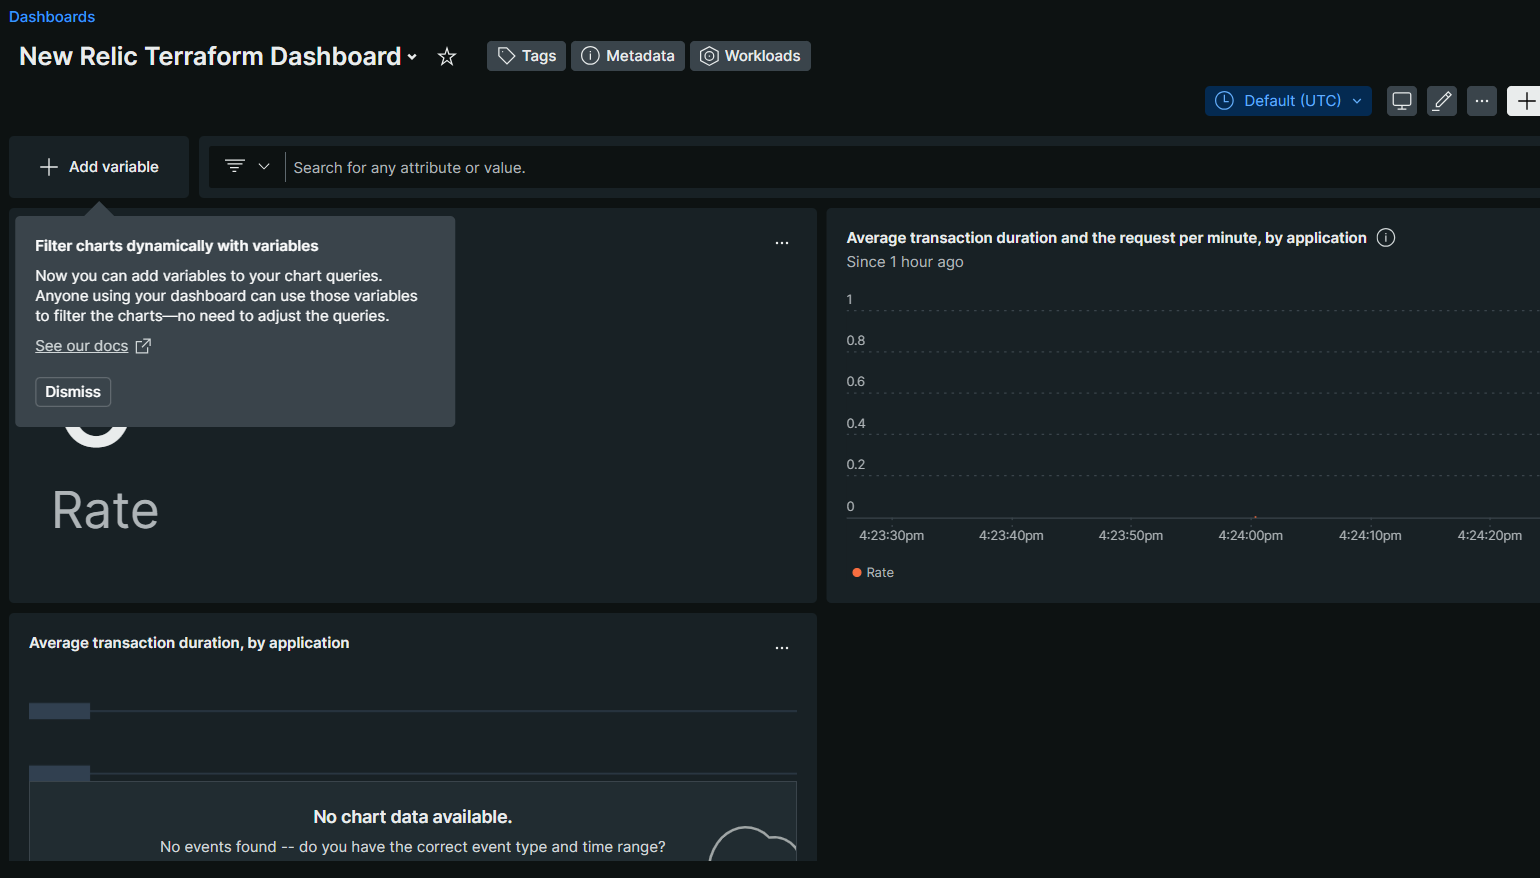 Dashboards
New Relic Terraform Dashboard
Tags
Metadata
Workloads
Default (UTC)
Add variable
Search for any attribute or value.
Filter charts dynamically with variables
Now you can add variables to your chart queries.
Anyone using your dashboard can use those variables
to filter the charts—no need to adjust the queries.
See our docs
Dismiss
Rate
Average transaction duration and the request per minute, by application
Since 1 hour ago
1
0.8
0.6
0.4
0.2
0
4:23:30pm
4:23:40pm
4:23:50pm
4:24:00pm
4:24:10pm
4:24:20pm
Rate
Average transaction duration, by application
No chart data available.
No events found -- do you have the correct event type and time range?